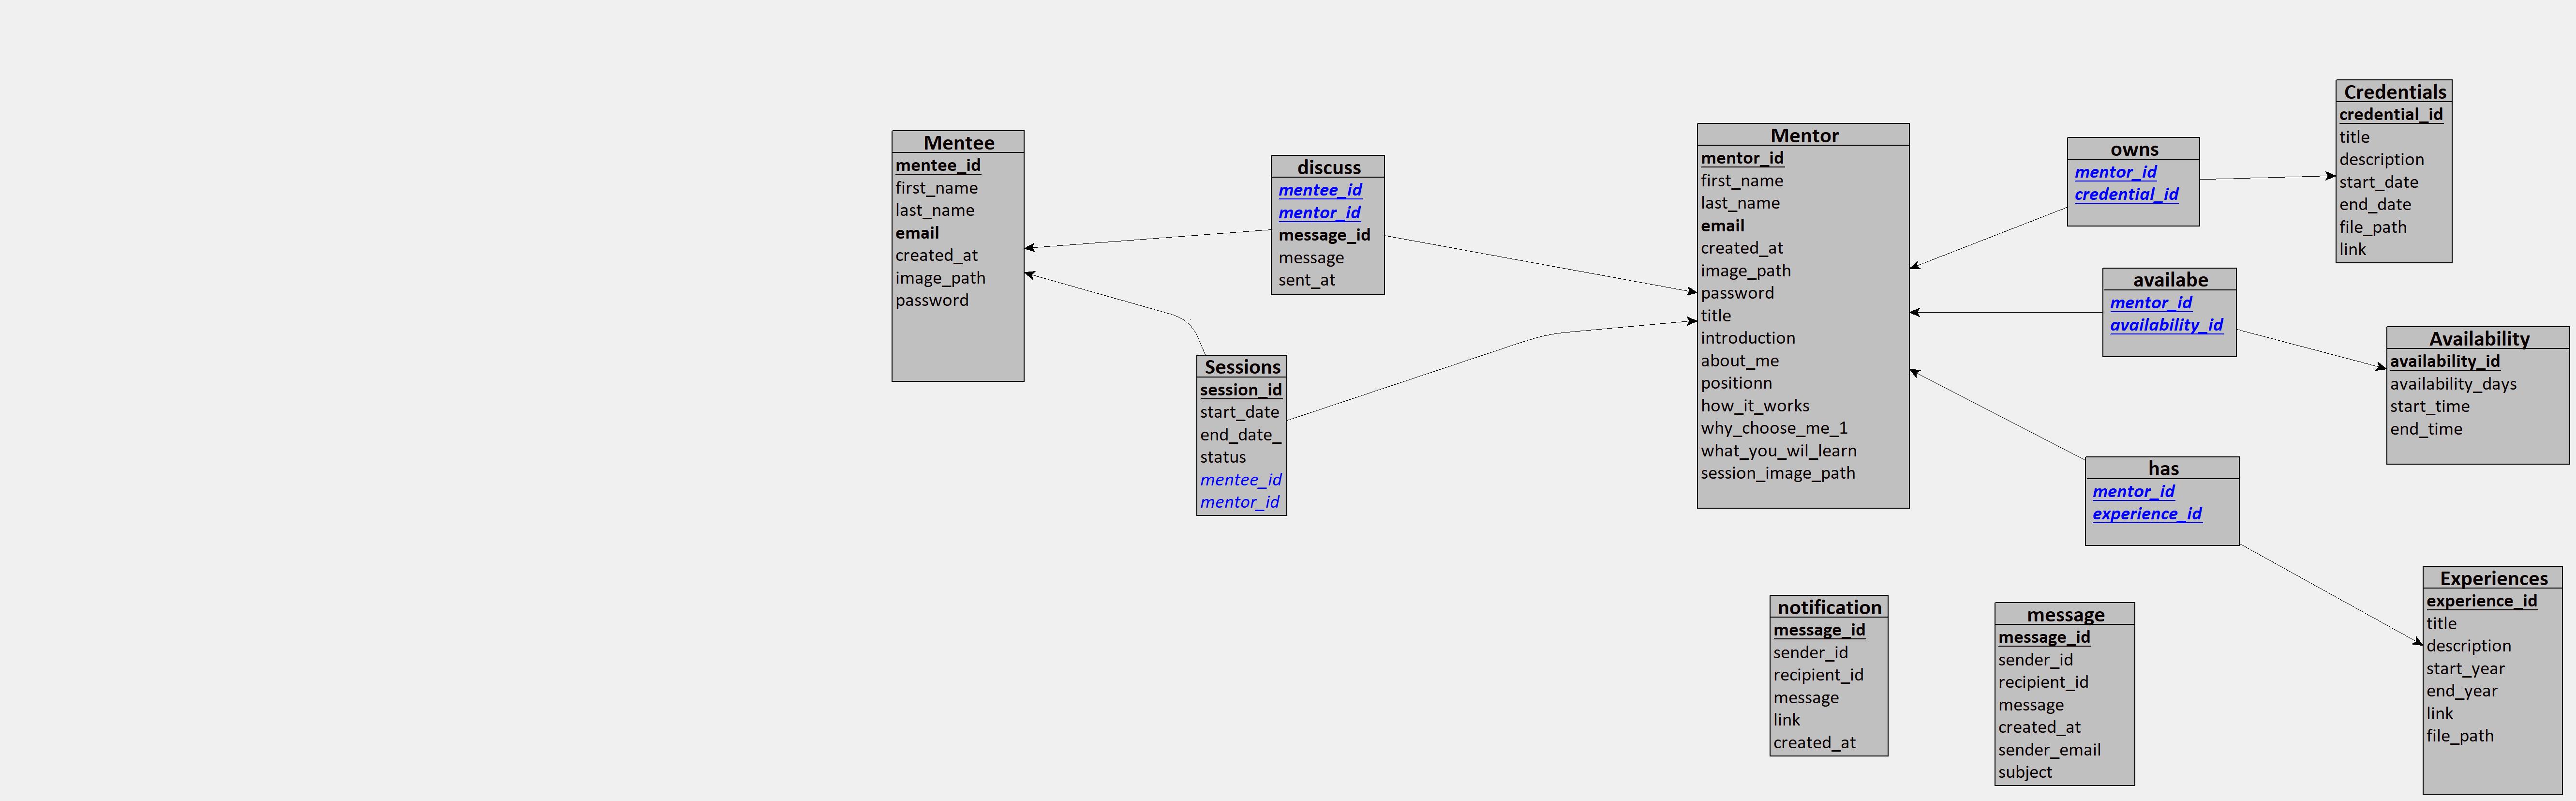 Mentee
mentee_id
first_name
last_name
email
created_at
image_path
password
discuss
mentee_id
mentor_id
message_id
message
sent_at
Sessions
session_id
start_date
end_date_
status
mentee_id
mentor_id
Mentor
mentor_id
first_name
last_name
email
created_at
image_path
password
title
introduction
about_me
positionn
how_it_works
why_choose_me_1
what_you_wil_learn
session_image_path
owns
mentor_id
credential_id
Credentials
credential_id
title
description
start_date
end_date
file_path
link
availabe
mentor_id
availability_id
Availability
availability_id
availability_days
start_time
end_time
has
mentor_id
experience_id
Experiences
experience_id
title
description
start_year
end_year
link
file_path
notification
message_id
sender_id
recipient_id
message
link
created_at
message
message_id
sender_id
recipient_id
message
created_at
sender_email
subject